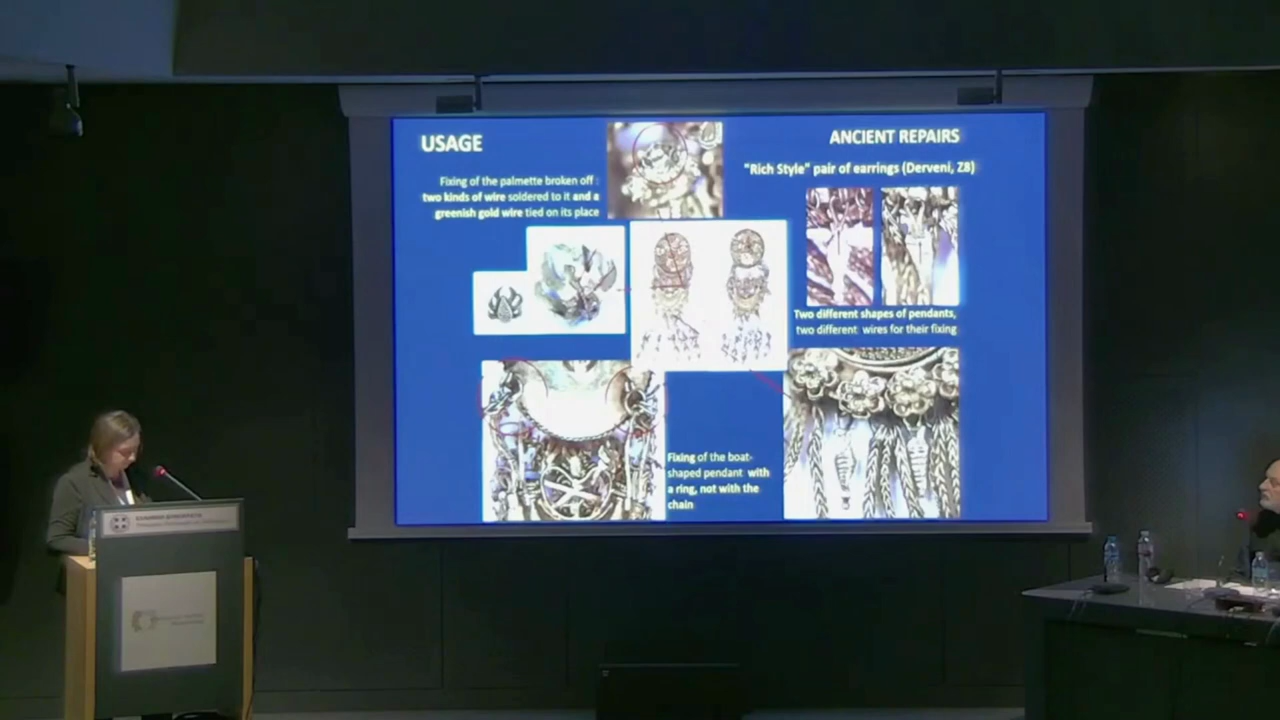 USAGE
ANCIENT REPAIRS
"Rich Style" pair of earrings (Derveni, Z8)
Fixing of the palmette broken off :
two kinds of wire soldered to it and a
greenish gold wire tied on its place
Two different shapes of pendants,
two different wires for their fixing
Fixing of the boat-
shaped pendant with
a ring, not with the
chain
ΕΛΛΗΝΙΚΗ ΔΗΜΟΚΡΑΤΙΑ